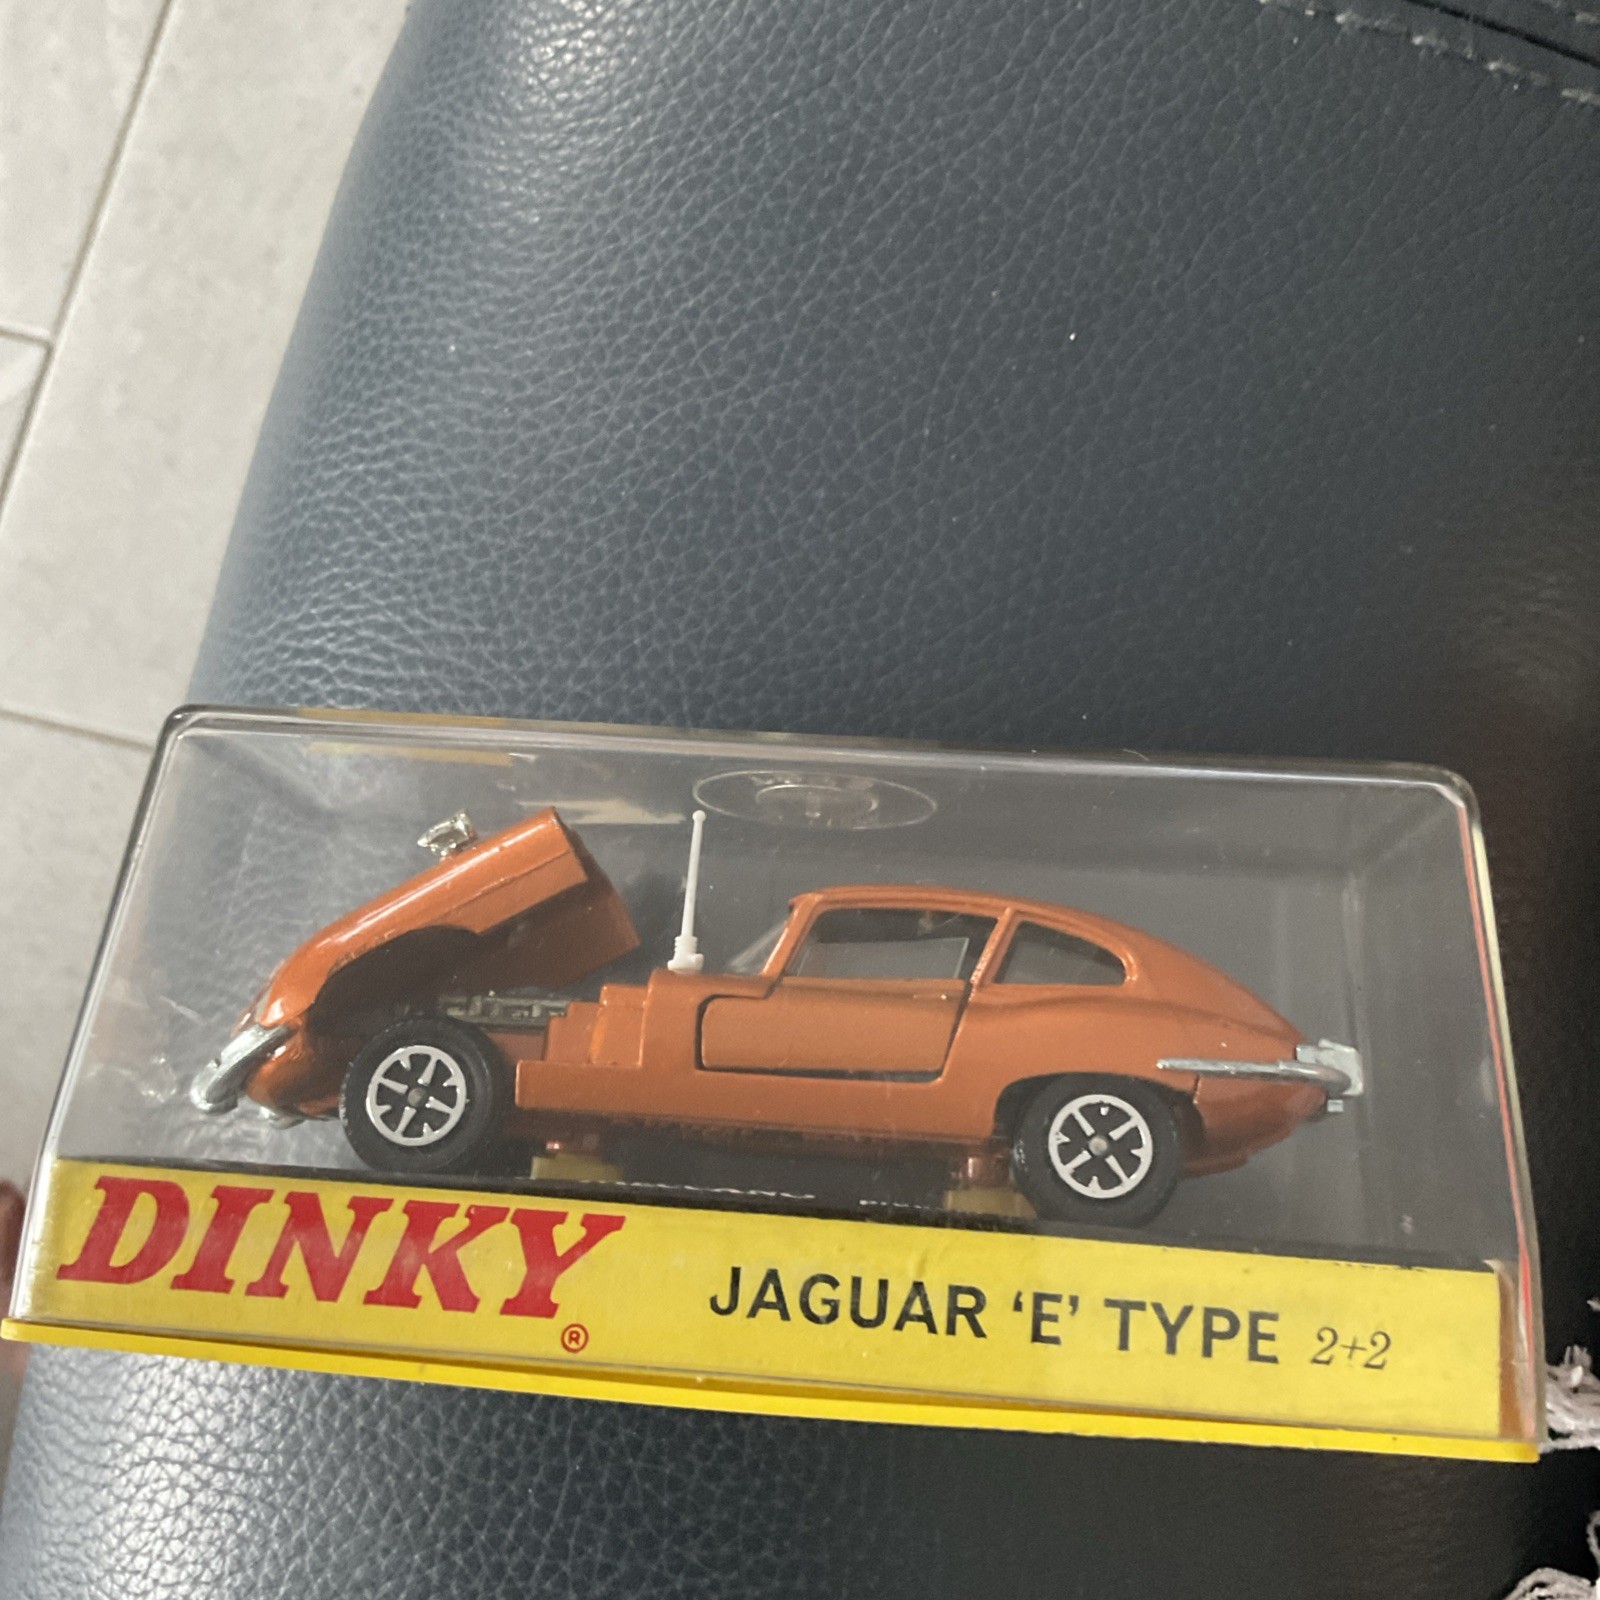 DINKY ®
JAGUAR 'E' TYPE 2+2